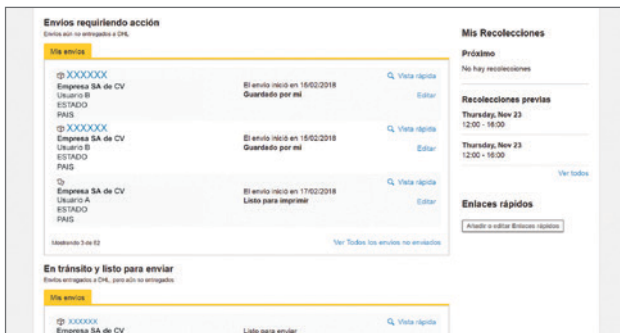 Envíos requiriendo acción
Envíos aún no entregados a DHL
Mis envíos
XXXXXX
Empresa SA de CV
Usuario B
ESTADO
PAIS
El envío inició en 15/02/2018
Guardado por mí
Vista rápida
Editar
XXXXXX
Empresa SA de CV
Usuario B
ESTADO
PAIS
El envío inició en 15/02/2018
Guardado por mí
Vista rápida
Editar
Empresa SA de CV
Usuario A
ESTADO
PAIS
El envío inició en 17/02/2018
Listo para imprimir
Vista rápida
Editar
Mostrando 3 de 52
Ver Todos los envíos no enviados
En tránsito y listo para enviar
Envíos entregados a DHL, para aún no entregados
Mis envíos
XXXXXX
Empresa SA de CV
Listo para enviar
Vista rápida
Mis Recolecciones
Próximo
No hay recolecciones
Recolecciones previas
Thursday, Nov 23
12:00 - 16:00
Thursday, Nov 23
12:00 - 16:00
Ver todos
Enlaces rápidos
Añadir o editar Enlaces rápidos